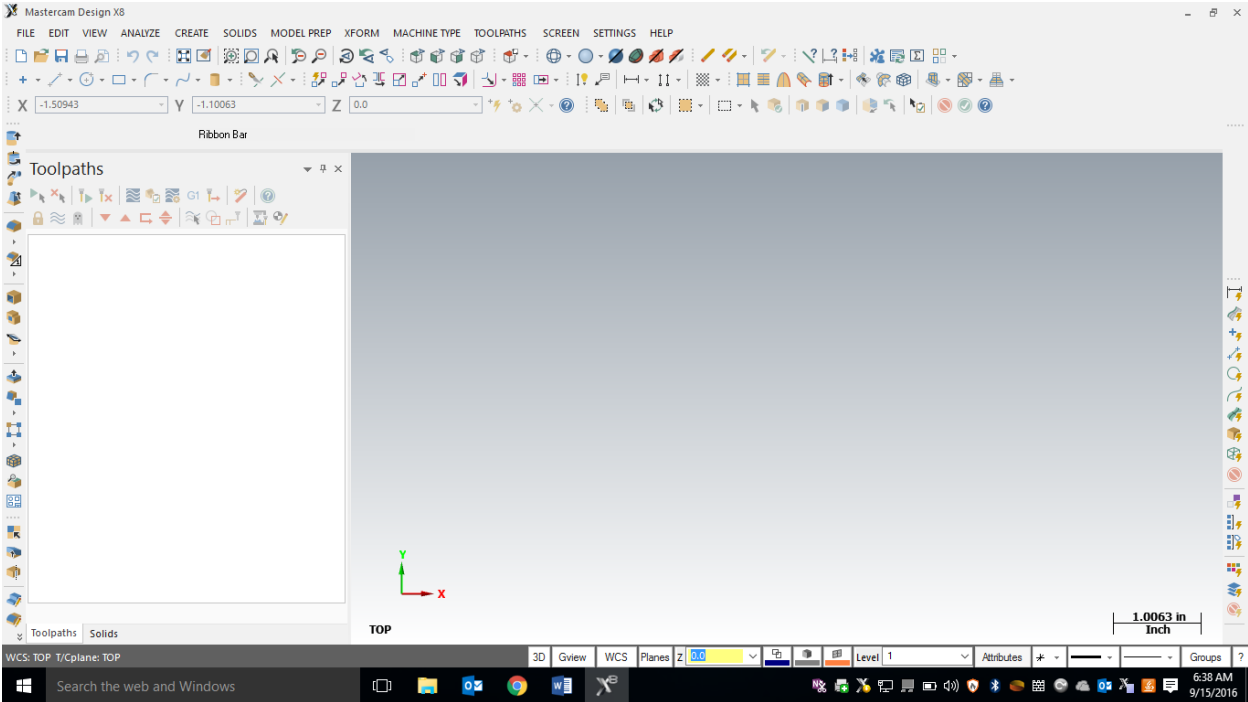 Mastercam Design X8
FILE EDIT VIEW ANALYZE CREATE SOLIDS MODEL PREP XFORM MACHINE TYPE TOOLPATHS SCREEN SETTINGS HELP
X -1.50943 Y -1.10063 Z 0.0
Ribbon Bar
Toolpaths
G1
Y
X
TOP
1.0063 in
Inch
Toolpaths Solids
WCS: TOP T/Cplane: TOP
3D Gview WCS Planes Z 0.0 Level 1 Attributes Groups ?
Search the web and Windows
6:38 AM
9/15/2016